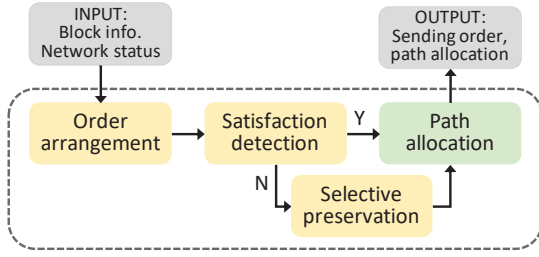 INPUT:
Block info.
Network status
OUTPUT:
Sending order,
path allocation
Order
arrangement
Satisfaction
detection
Y
Path
allocation
N
Selective
preservation